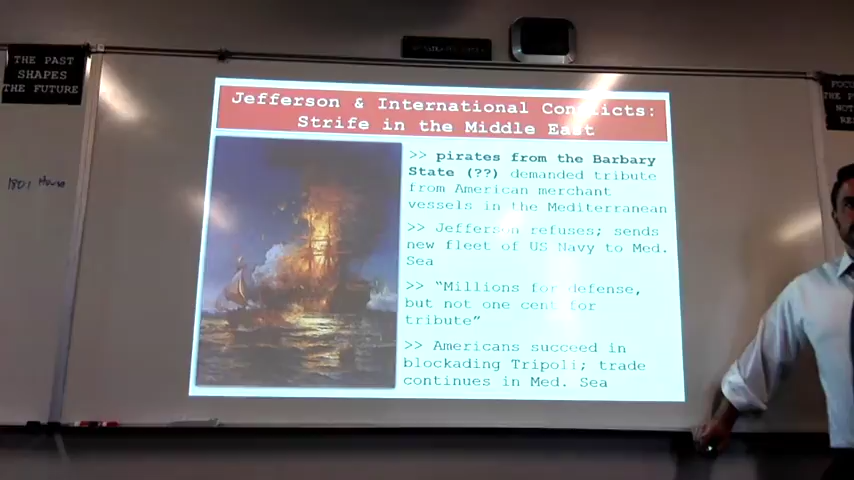 THE PAST
SHAPES
THE FUTURE
Jefferson & International Conflicts:
Strife in the Middle East
>> pirates from the Barbary
State (??) demanded tribute
from American merchant
vessels in the Mediterranean
>> Jefferson refuses; sends
new fleet of US Navy to Med.
Sea
>> “Millions for defense,
but not one cent for
tribute”
>> Americans succeed in
blockading Tripoli; trade
continues in Med. Sea
1801